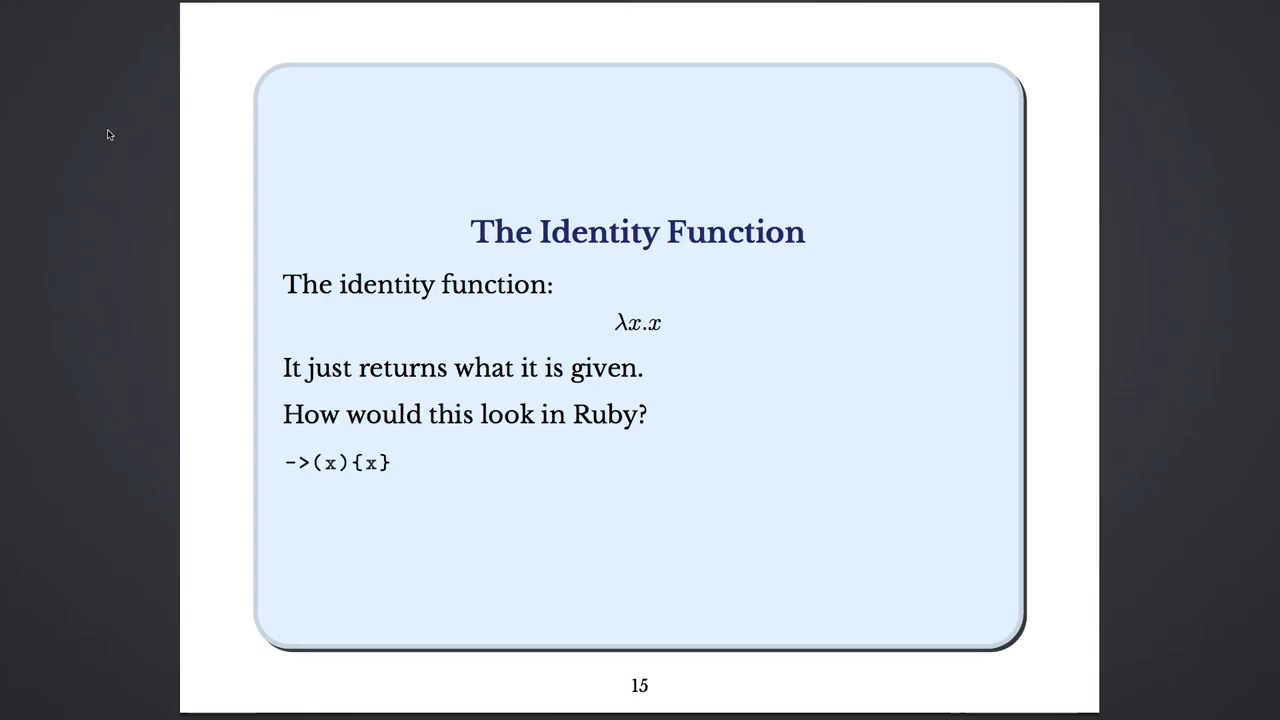 The Identity Function
The identity function:
λx.x
It just returns what it is given.
How would this look in Ruby?
->(x){x}
15